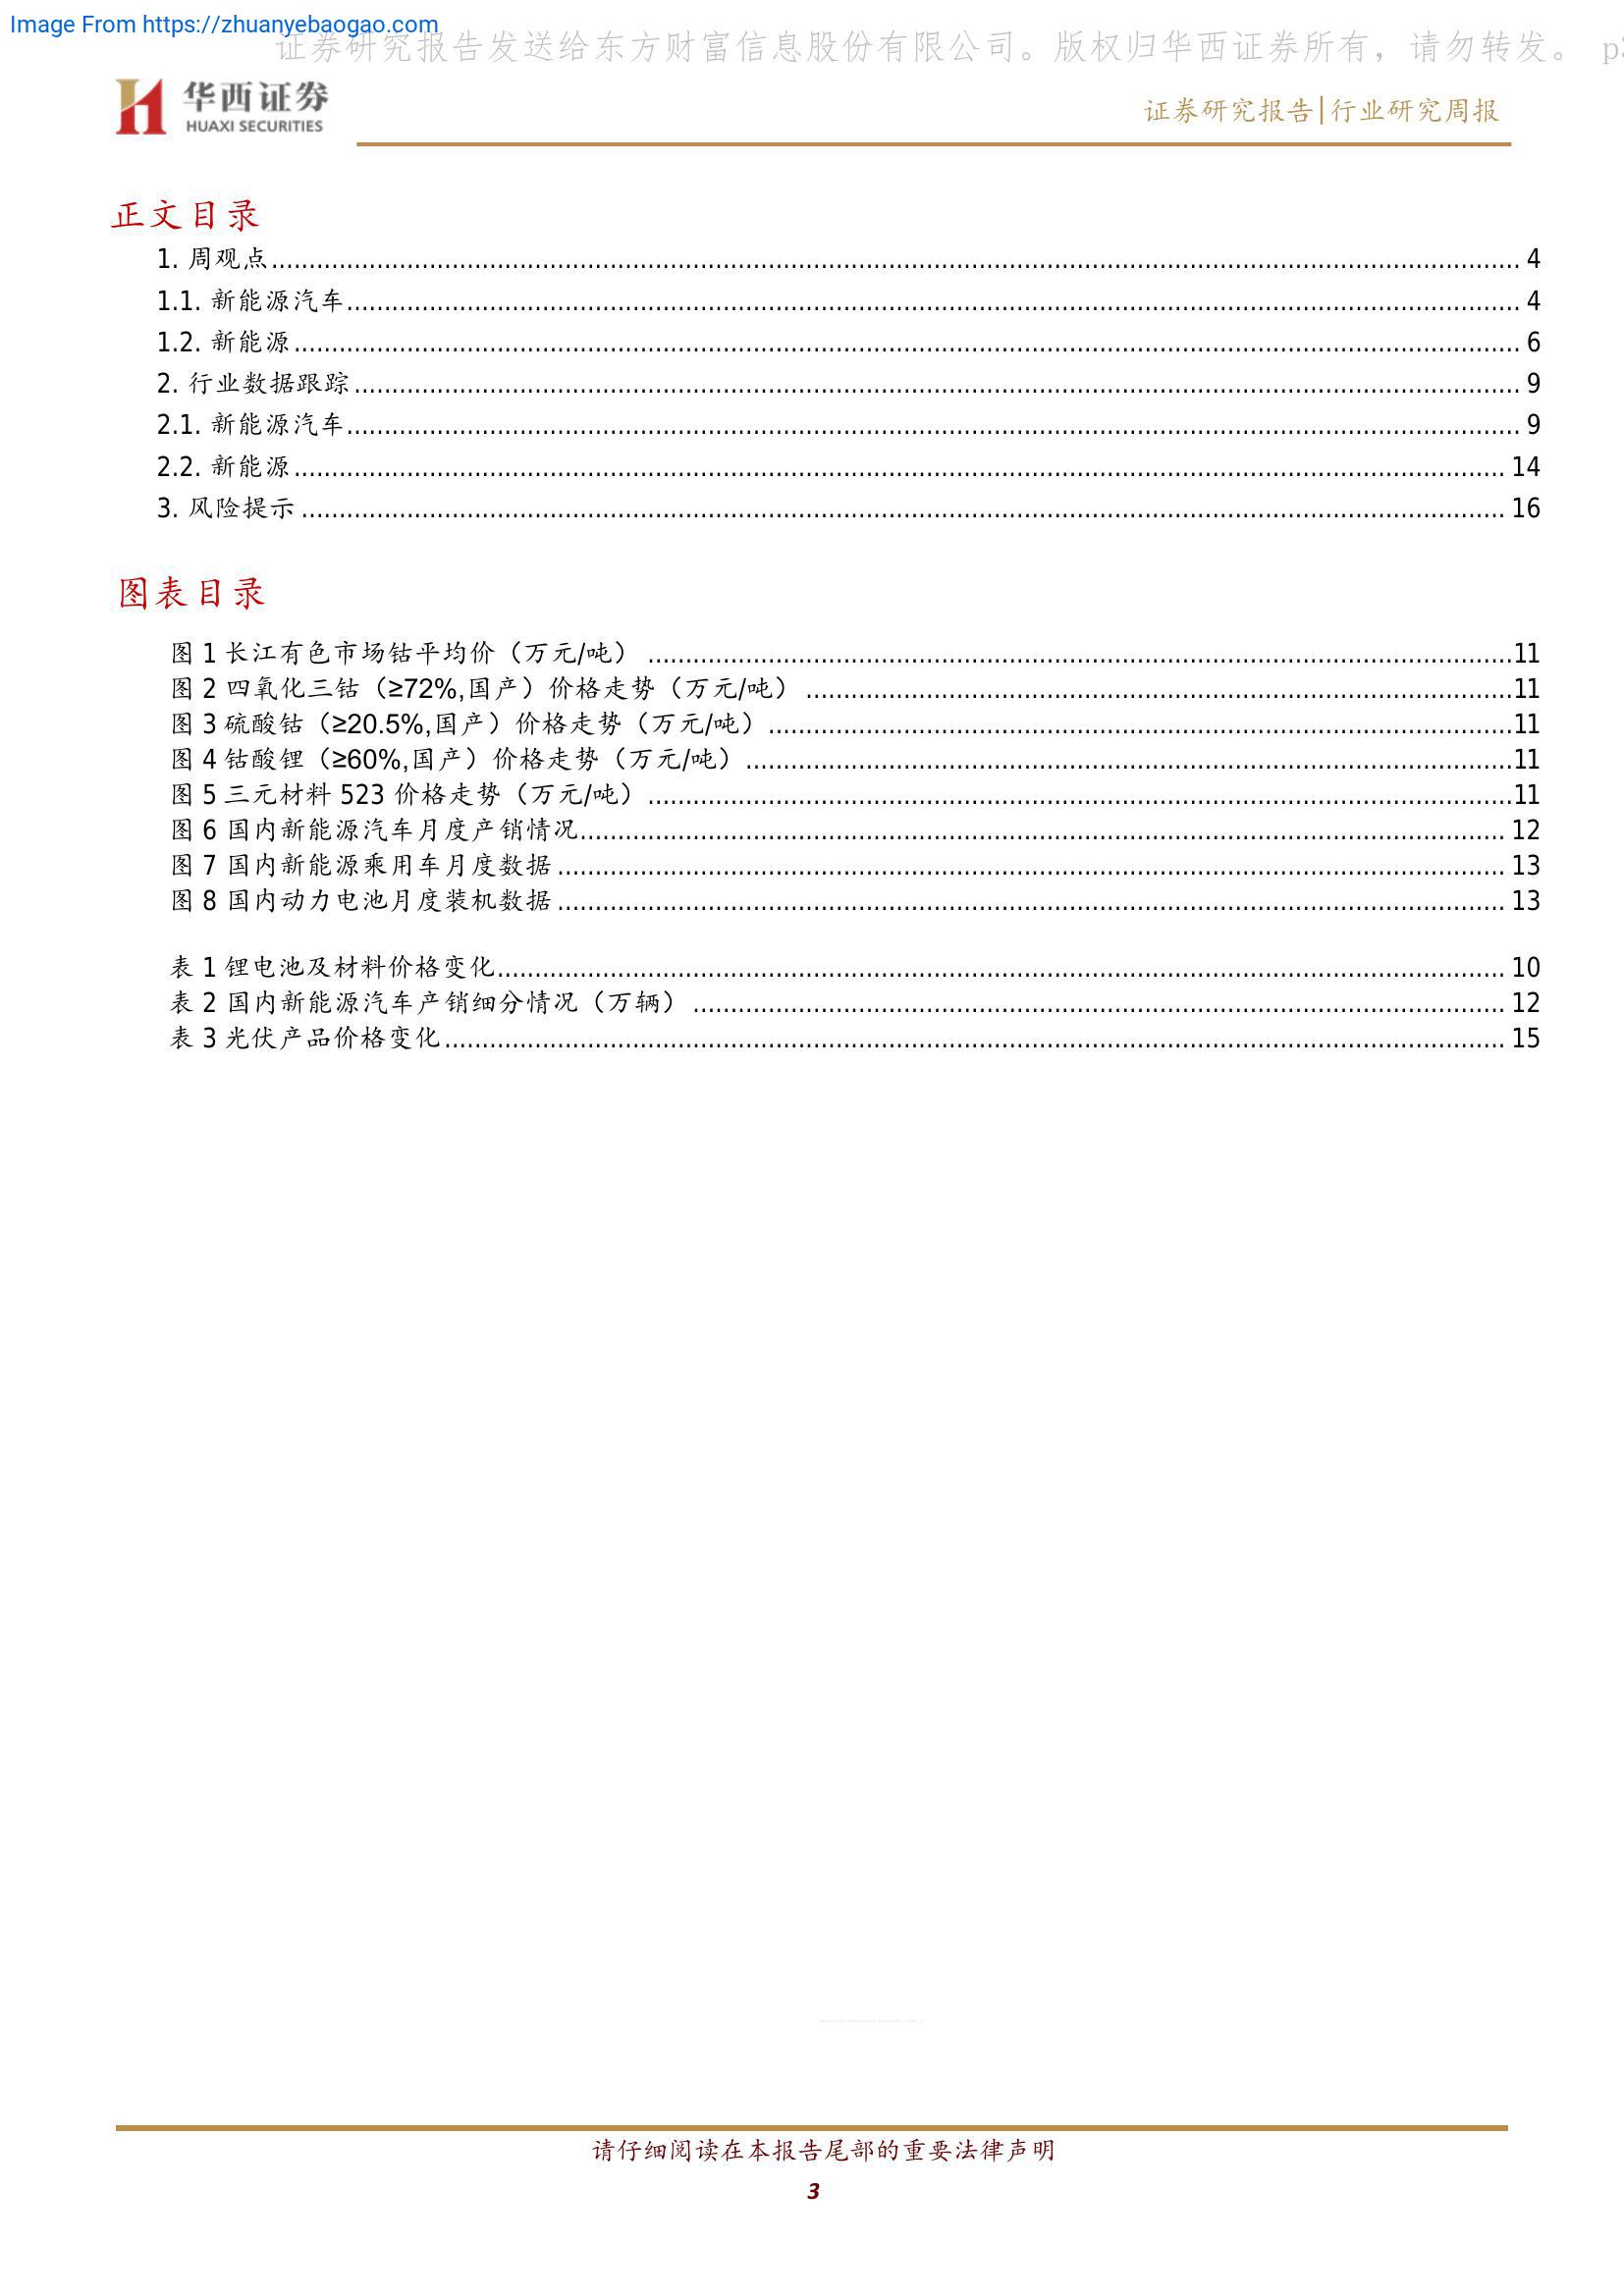 Image From https://zhuanyebaogao.com
证券研究报告发送给东方财富信息股份有限公司。版权归华西证券所有，请勿转发。 p
华西证券
HUAXI SECURITIES
证券研究报告|行业研究周报
正文目录
1. 周观点 4
1.1. 新能源汽车 4
1.2. 新能源 6
2. 行业数据跟踪 9
2.1. 新能源汽车 9
2.2. 新能源 14
3. 风险提示 16
图表目录
图 1 长江有色市场钴平均价（万元/吨） 11
图 2 四氧化三钴（≥72%,国产）价格走势（万元/吨） 11
图 3 硫酸钴（≥20.5%,国产）价格走势（万元/吨） 11
图 4 钴酸锂（≥60%,国产）价格走势（万元/吨） 11
图 5 三元材料 523 价格走势（万元/吨） 11
图 6 国内新能源汽车月度产销情况 12
图 7 国内新能源乘用车月度数据 13
图 8 国内动力电池月度装机数据 13
表 1 锂电池及材料价格变化 10
表 2 国内新能源汽车产销细分情况（万辆） 12
表 3 光伏产品价格变化 15
请仔细阅读在本报告尾部的重要法律声明
3